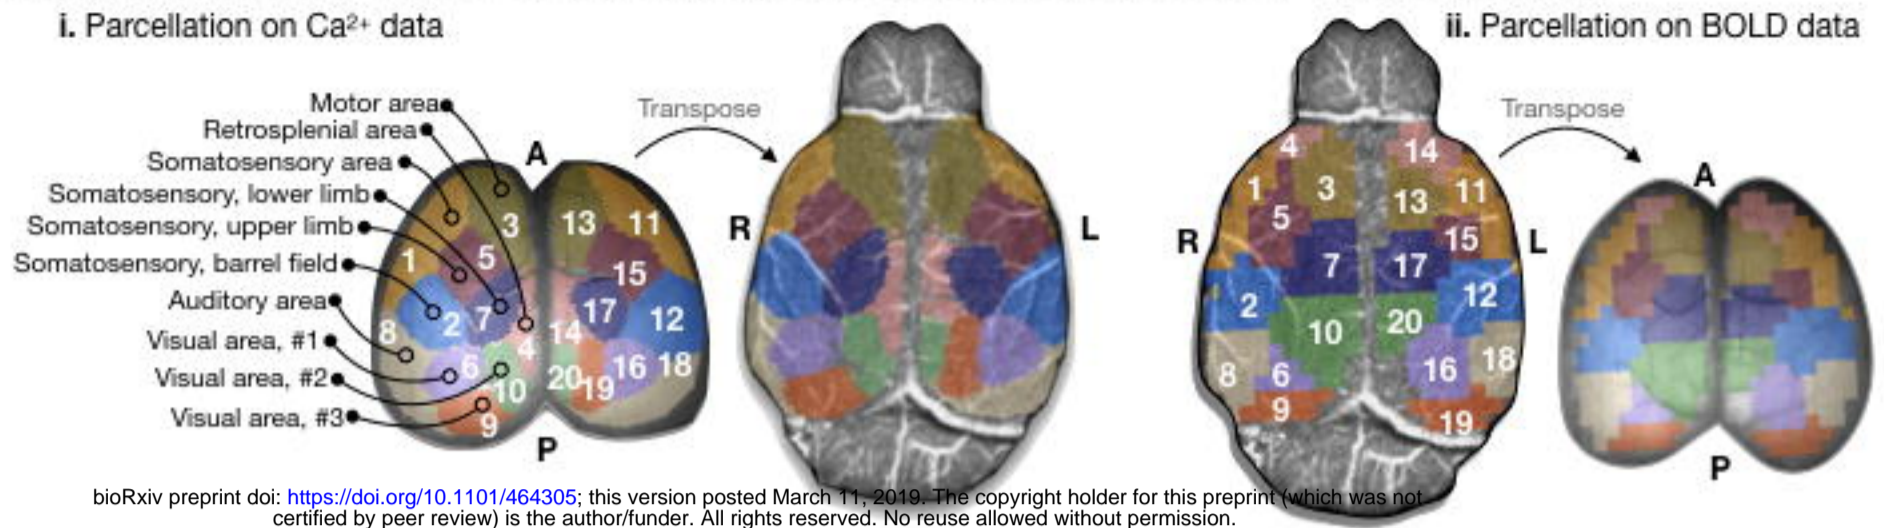 i. Parcellation on Ca²⁺ data
ii. Parcellation on BOLD data
Motor area
Retrosplenial area
Somatosensory area
Somatosensory, lower limb
Somatosensory, upper limb
Somatosensory, barrel field
Auditory area
Visual area, #1
Visual area, #2
Visual area, #3
A
3 13 11
1 5 15
2 7 17 12
8 4 14
6 16 18
10 20 19
9
P
Transpose
R L
4 14
1 3 13 11
5 15
R 7 17 L
2 12
10 20
8 6 16 18
9 19
Transpose
A
P
bioRxiv preprint doi: https://doi.org/10.1101/464305; this version posted March 11, 2019. The copyright holder for this preprint (which was not
certified by peer review) is the author/funder. All rights reserved. No reuse allowed without permission.